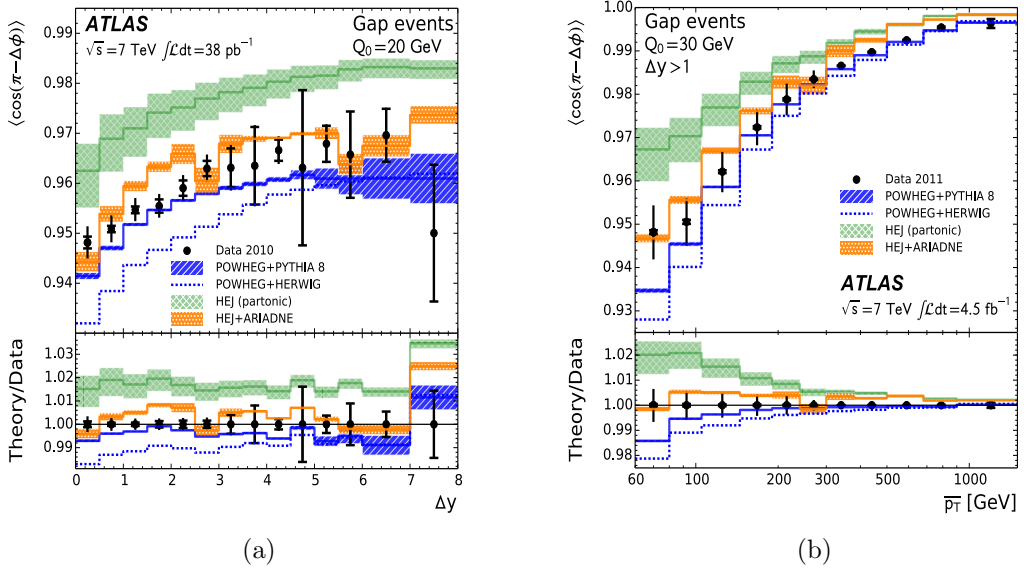 ATLAS
√s=7 TeV ∫ℒdt=38 pb⁻¹
Gap events
Q₀=20 GeV
⟨cos(π−Δϕ)⟩
0.99
0.98
0.97
0.96
0.95
0.94
Data 2010
POWHEG+PYTHIA 8
POWHEG+HERWIG
HEJ (partonic)
HEJ+ARIADNE
Theory/Data
1.03
1.02
1.01
1.00
0.99
0 1 2 3 4 5 6 7 8
Δy
(a)
Gap events
Q₀=30 GeV
Δy>1
⟨cos(π−Δϕ)⟩
1.00
0.99
0.98
0.97
0.96
0.95
0.94
0.93
Data 2011
POWHEG+PYTHIA 8
POWHEG+HERWIG
HEJ (partonic)
HEJ+ARIADNE
ATLAS
√s=7 TeV ∫ℒdt=4.5 fb⁻¹
Theory/Data
1.02
1.01
1.00
0.99
0.98
60 100 200 300 400 500 1000
p̅T̅ [GeV]
(b)